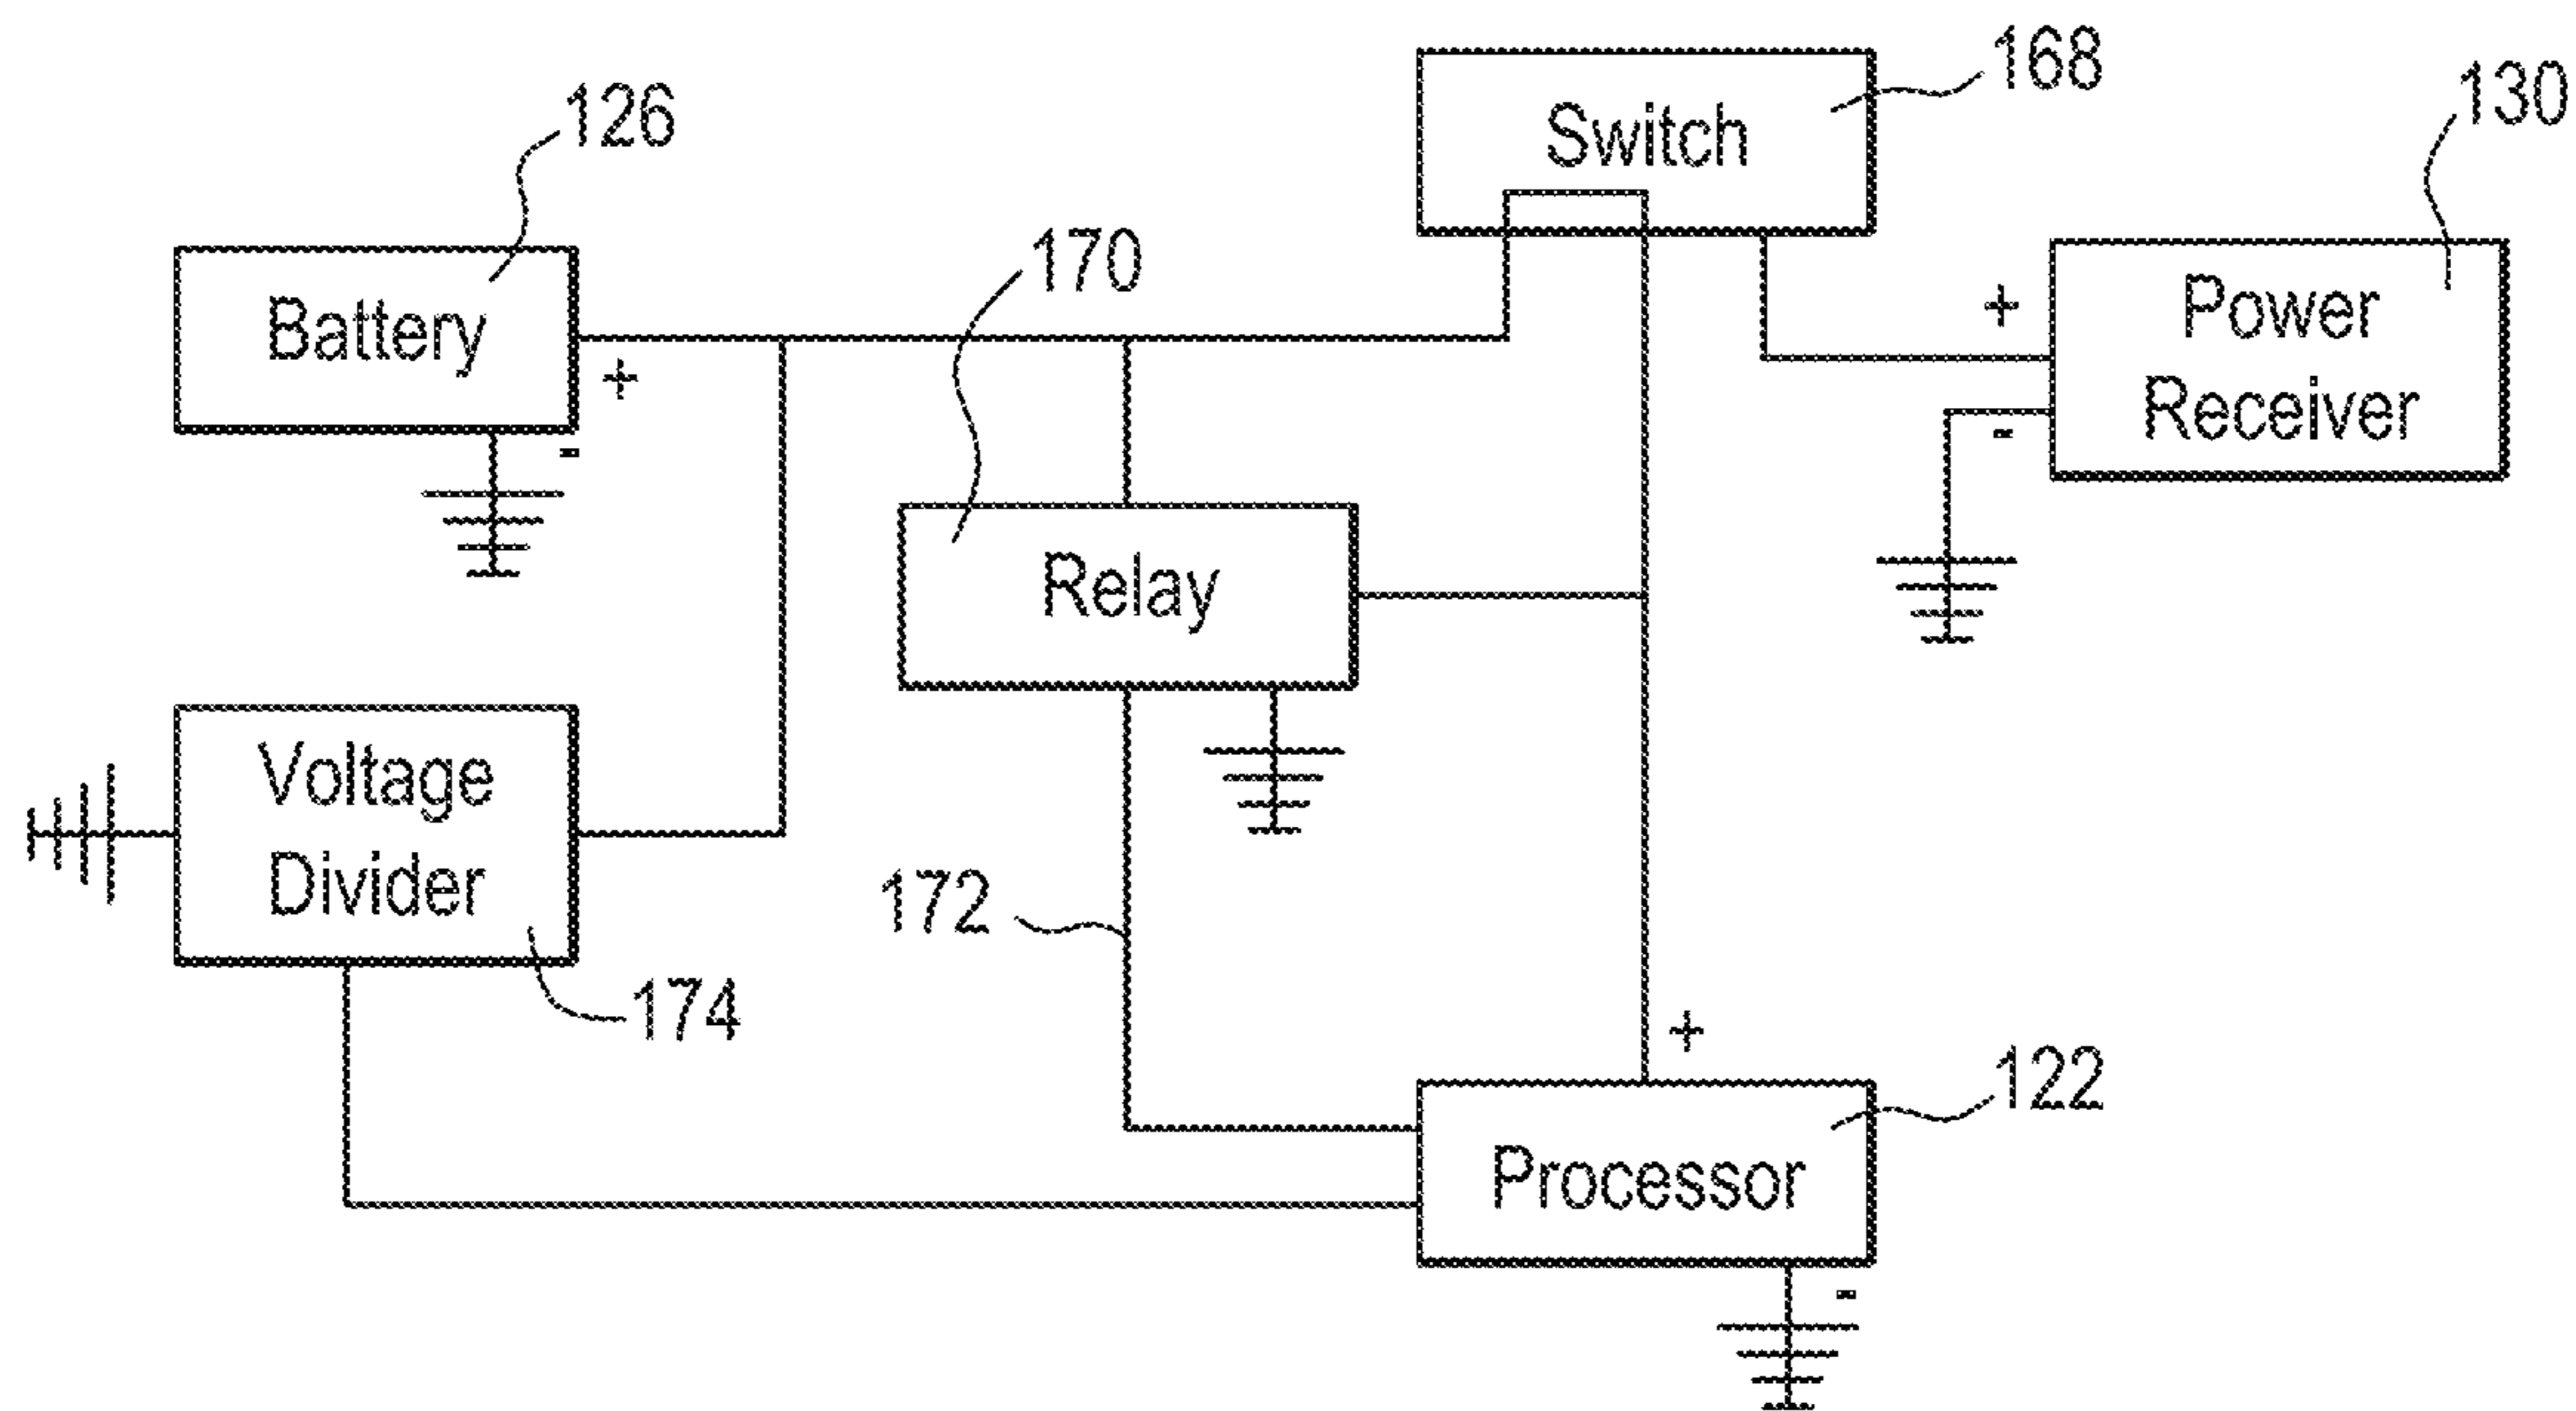 168
130
126
Switch
170
Battery
+
-
+
Power
Receiver
-
Relay
Voltage
Divider
172
174
+
122
Processor
-